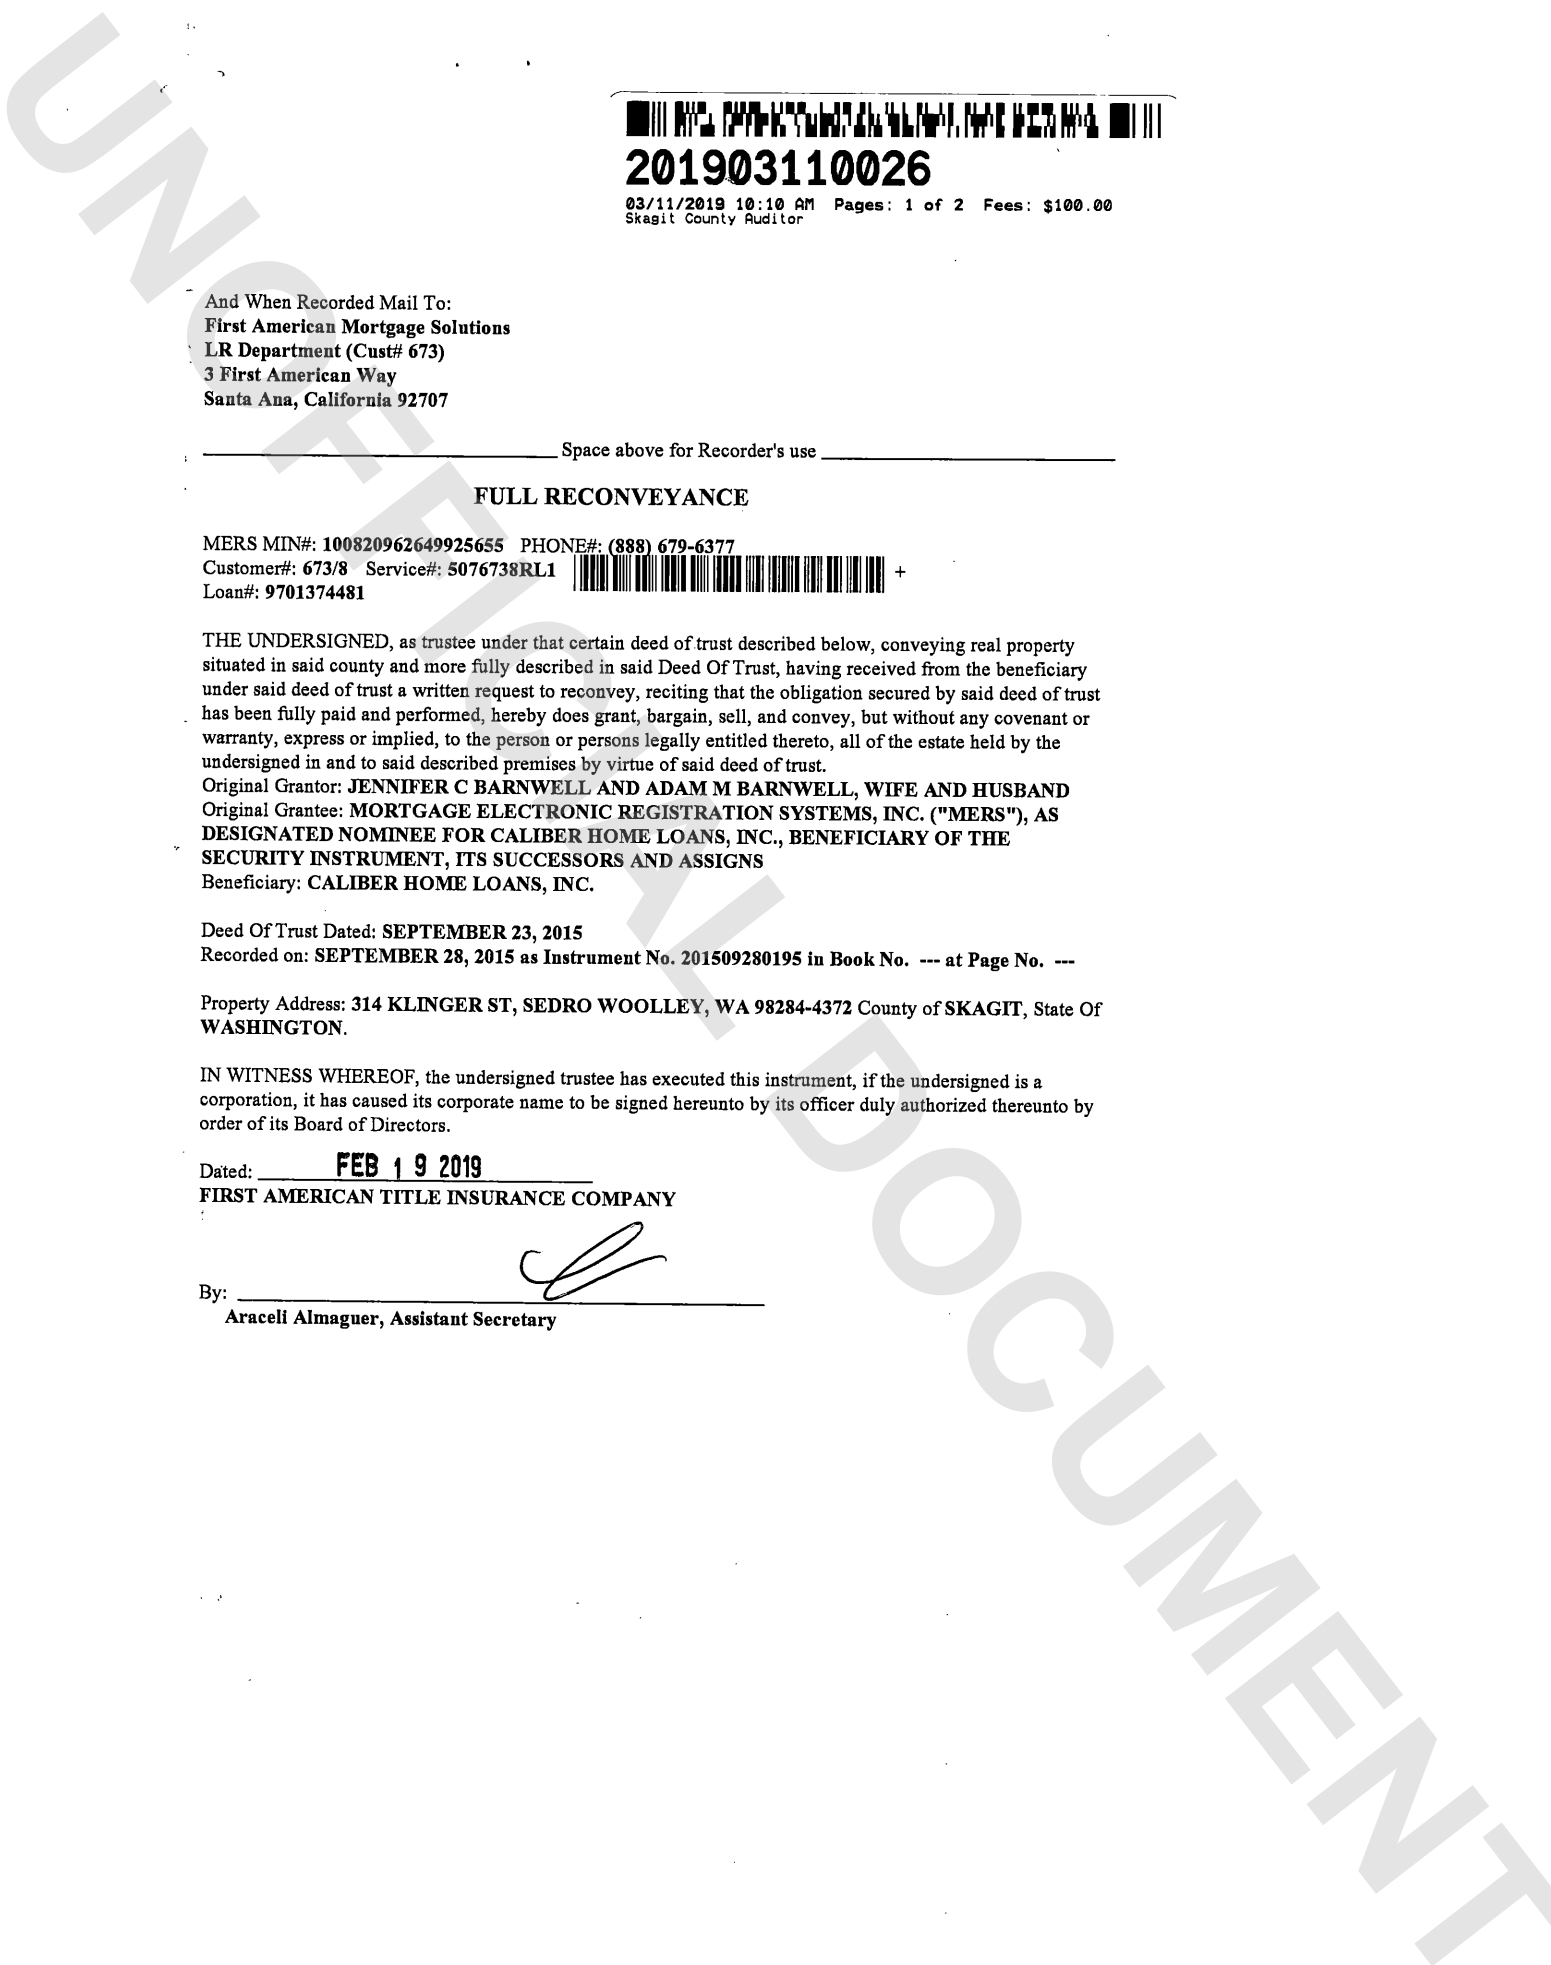 201903110026
03/11/2019 10:10 AM Pages: 1 of 2 Fees: $100.00
Skagit County Auditor
And When Recorded Mail To:
First American Mortgage Solutions
LR Department (Cust# 673)
3 First American Way
Santa Ana, California 92707
Space above for Recorder's use
FULL RECONVEYANCE
MERS MIN#: 100820962649925655 PHONE#: (888) 679-6377
Customer#: 673/8 Service#: 5076738RL1 +
Loan#: 9701374481
THE UNDERSIGNED, as trustee under that certain deed of trust described below, conveying real property
situated in said county and more fully described in said Deed Of Trust, having received from the beneficiary
under said deed of trust a written request to reconvey, reciting that the obligation secured by said deed of trust
has been fully paid and performed, hereby does grant, bargain, sell, and convey, but without any covenant or
warranty, express or implied, to the person or persons legally entitled thereto, all of the estate held by the
undersigned in and to said described premises by virtue of said deed of trust.
Original Grantor: JENNIFER C BARNWELL AND ADAM M BARNWELL, WIFE AND HUSBAND
Original Grantee: MORTGAGE ELECTRONIC REGISTRATION SYSTEMS, INC. ("MERS"), AS
DESIGNATED NOMINEE FOR CALIBER HOME LOANS, INC., BENEFICIARY OF THE
SECURITY INSTRUMENT, ITS SUCCESSORS AND ASSIGNS
Beneficiary: CALIBER HOME LOANS, INC.
Deed Of Trust Dated: SEPTEMBER 23, 2015
Recorded on: SEPTEMBER 28, 2015 as Instrument No. 201509280195 in Book No. --- at Page No. ---
Property Address: 314 KLINGER ST, SEDRO WOOLLEY, WA 98284-4372 County of SKAGIT, State Of
WASHINGTON.
IN WITNESS WHEREOF, the undersigned trustee has executed this instrument, if the undersigned is a
corporation, it has caused its corporate name to be signed hereunto by its officer duly authorized thereunto by
order of its Board of Directors.
Dated: FEB 19 2019
FIRST AMERICAN TITLE INSURANCE COMPANY
By:
Araceli Almaguer, Assistant Secretary
UNOFFICIAL DOCUMENT